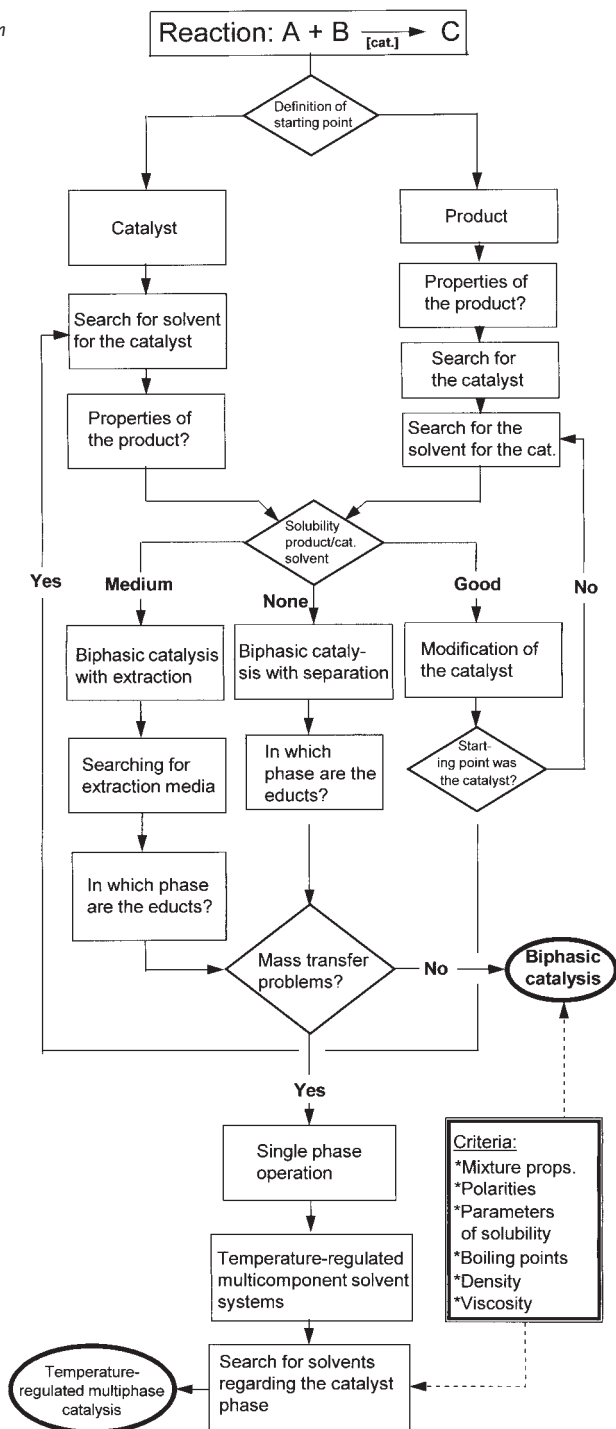 Reaction: A + B [cat.] C
Definition of
starting point
Catalyst
Product
Search for solvent
for the catalyst
Properties of
the product?
Properties of
the product?
Search for
the catalyst
Search for the
solvent for the cat.
Solubility
product/cat.
solvent
Yes
Medium
None
Good
No
Biphasic catalysis
with extraction
Biphasic cataly-
sis with separation
Modification of
the catalyst
Searching for
extraction media
In which
phase are the
educts?
Start-
ing point was
the catalyst?
In which phase
are the educts?
Mass transfer
problems?
No
Biphasic
catalysis
Yes
Single phase
operation
Temperature-regulated
multicomponent solvent
systems
Search for solvents
regarding the catalyst
phase
Temperature-
regulated multiphase
catalysis
Criteria:
*Mixture props.
*Polarities
*Parameters
of solubility
*Boiling points
*Density
*Viscosity